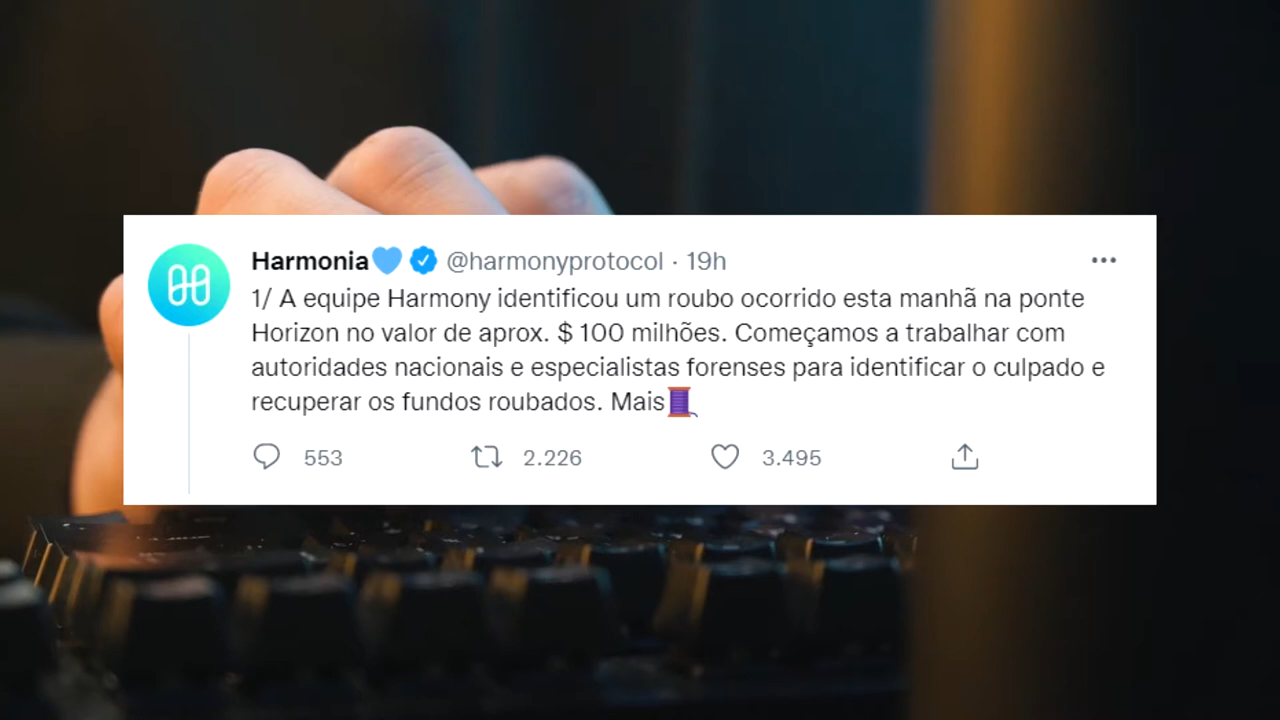 Harmonia💙 @harmonyprotocol · 19h
1/ A equipe Harmony identificou um roubo ocorrido esta manhã na ponte
Horizon no valor de aprox. $ 100 milhões. Começamos a trabalhar com
autoridades nacionais e especialistas forenses para identificar o culpado e
recuperar os fundos roubados. Mais🧵
553 2.226 3.495